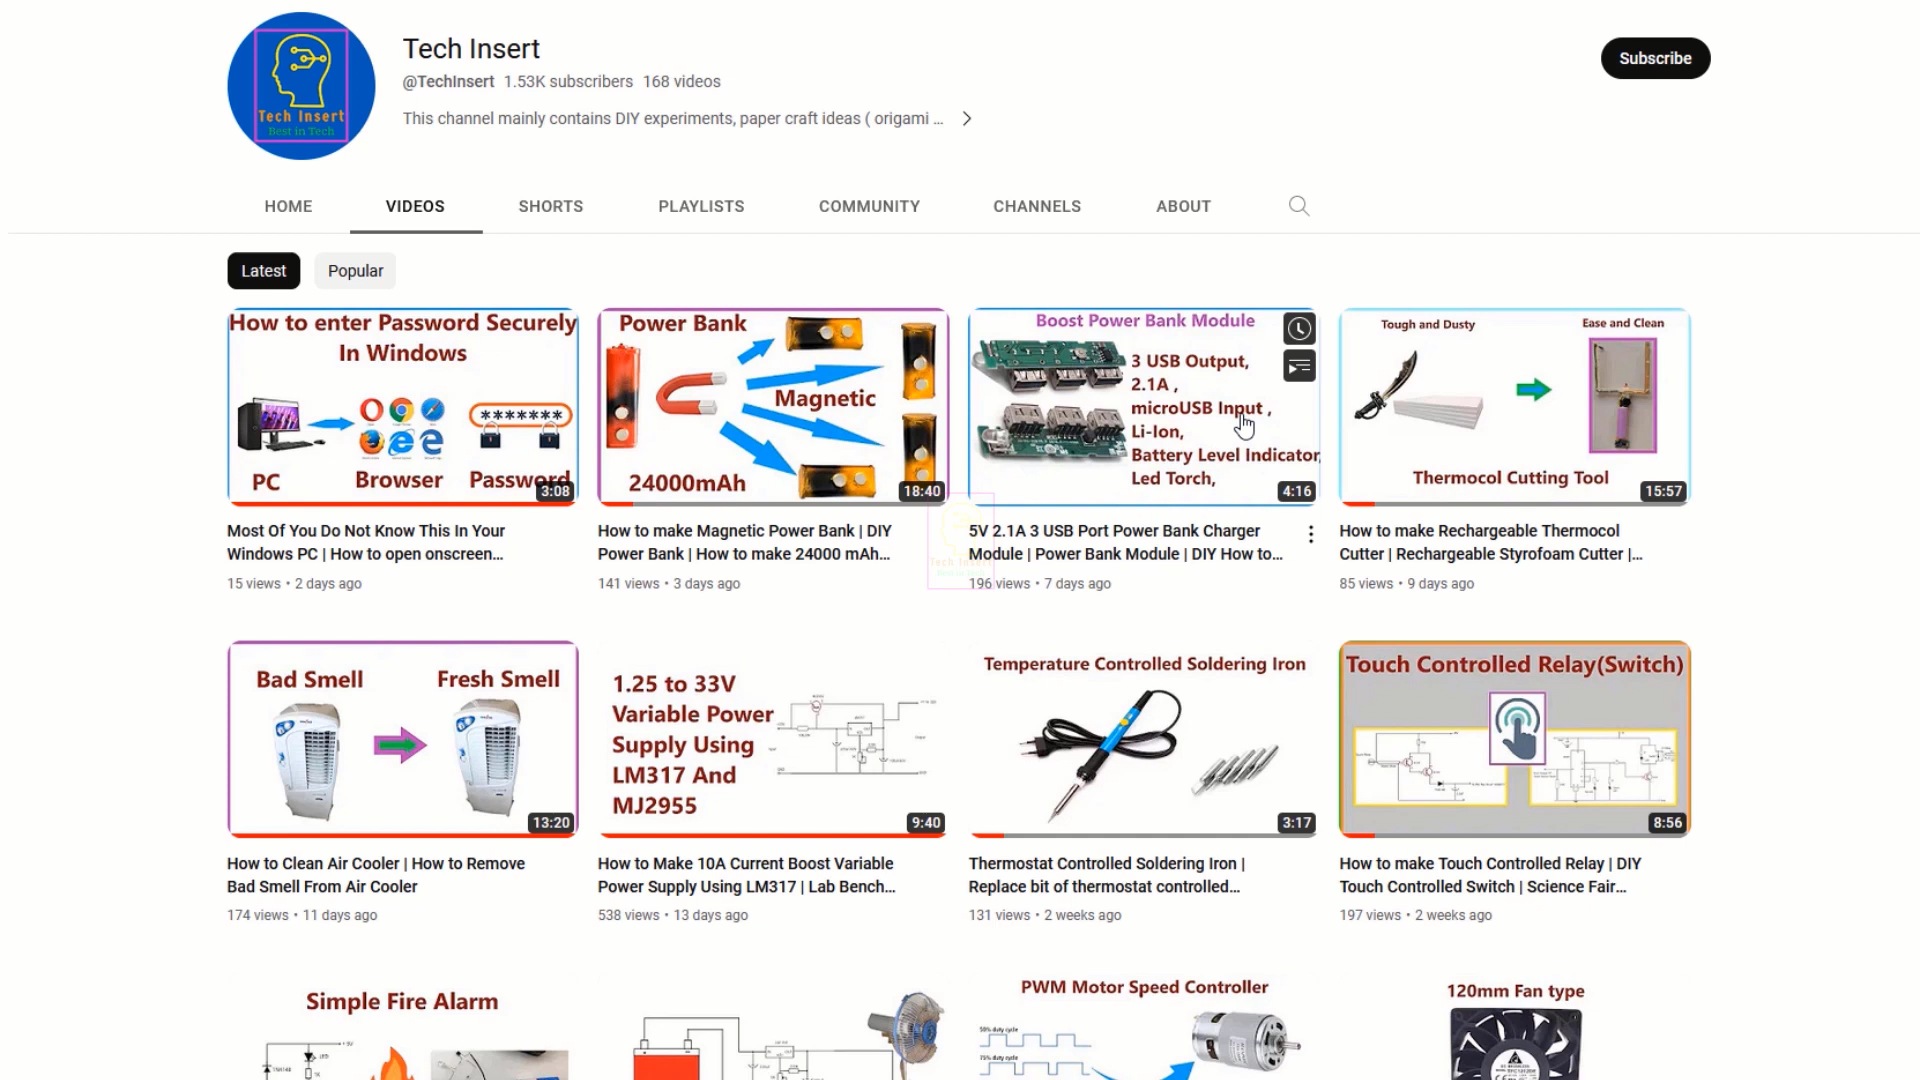 Tech Insert
Best in Tech
Tech Insert
@TechInsert 1.53K subscribers 168 videos
This channel mainly contains DIY experiments, paper craft ideas ( origami ...
Subscribe
HOME VIDEOS SHORTS PLAYLISTS COMMUNITY CHANNELS ABOUT
Latest Popular
How to enter Password Securely
In Windows
*******
PC Browser Password
3:08
Most Of You Do Not Know This In Your
Windows PC | How to open onscreen...
15 views • 2 days ago
Power Bank
Magnetic
24000mAh
18:40
How to make Magnetic Power Bank | DIY
Power Bank | How to make 24000 mAh...
141 views • 3 days ago
Boost Power Bank Module
3 USB Output,
2.1A ,
microUSB Input ,
Li-Ion,
Battery Level Indicator,
Led Torch,
4:16
5V 2.1A 3 USB Port Power Bank Charger
Module | Power Bank Module | DIY How to...
196 views • 7 days ago
Tech Insert
Best in Tech
Tough and Dusty
Ease and Clean
Thermocol Cutting Tool
15:57
How to make Rechargeable Thermocol
Cutter | Rechargeable Styrofoam Cutter |...
85 views • 9 days ago
Bad Smell
Fresh Smell
13:20
How to Clean Air Cooler | How to Remove
Bad Smell From Air Cooler
174 views • 11 days ago
1.25 to 33V
Variable Power
Supply Using
LM317 And
MJ2955
9:40
How to Make 10A Current Boost Variable
Power Supply Using LM317 | Lab Bench...
538 views • 13 days ago
Temperature Controlled Soldering Iron
3:17
Thermostat Controlled Soldering Iron |
Replace bit of thermostat controlled...
131 views • 2 weeks ago
Touch Controlled Relay(Switch)
8:56
How to make Touch Controlled Relay | DIY
Touch Controlled Switch | Science Fair...
197 views • 2 weeks ago
Simple Fire Alarm
LED
1K
PWM Motor Speed Controller
50% duty cycle
75% duty cycle
120mm Fan type